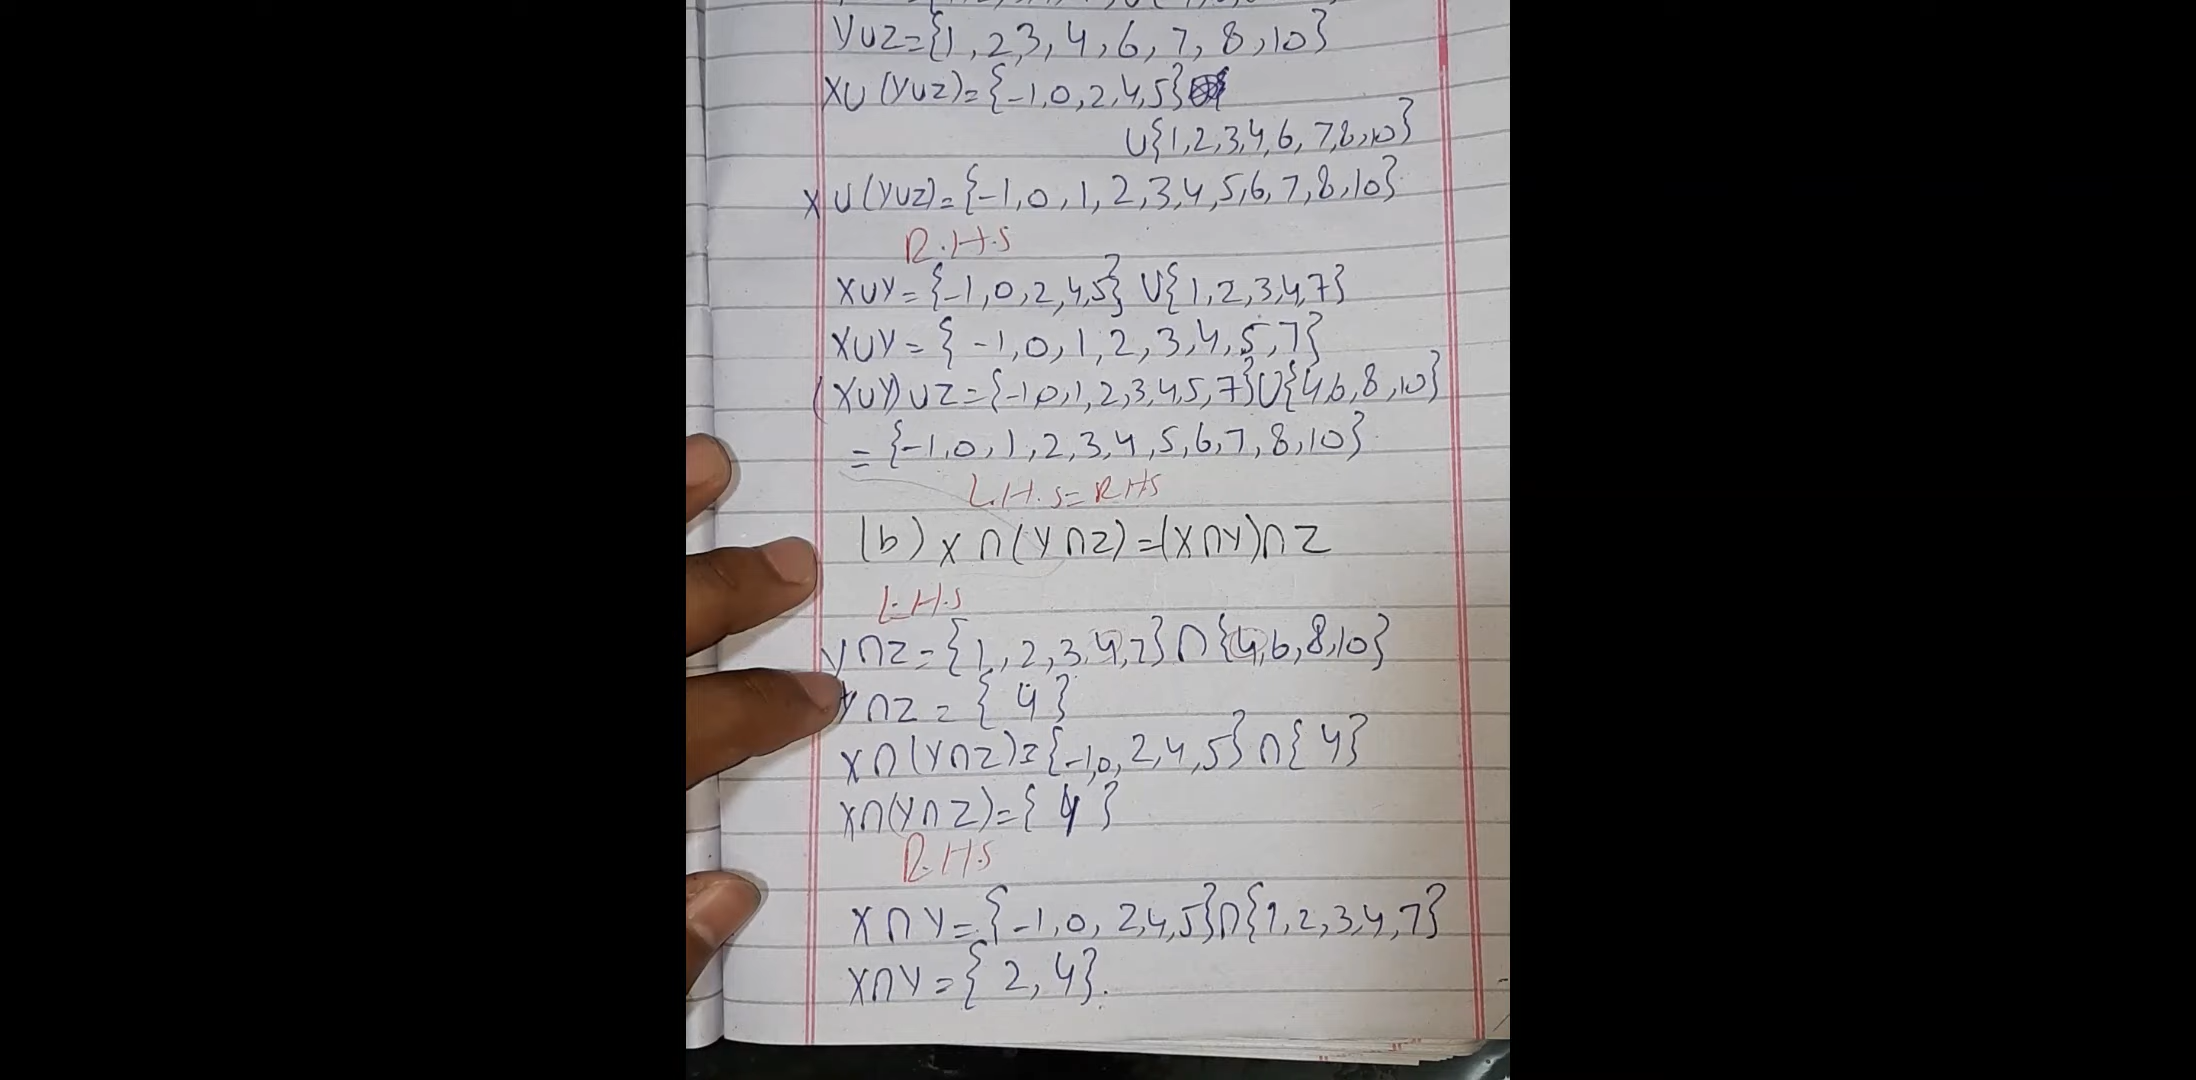 Y∪Z={1,2,3,4,6,7,8,10}
X∪(Y∪Z)={-1,0,2,4,5}
∪{1,2,3,4,6,7,8,10}
X∪(Y∪Z)={-1,0,1,2,3,4,5,6,7,8,10}
R.H.S
X∪Y={-1,0,2,4,5}∪{1,2,3,4,7}
X∪Y={-1,0,1,2,3,4,5,7}
(X∪Y)∪Z={-1,0,1,2,3,4,5,7}∪{4,6,8,10}
={-1,0,1,2,3,4,5,6,7,8,10}
L.H.S=RHS
(b) X∩(Y∩Z)=(X∩Y)∩Z
L.H.S
Y∩Z={1,2,3,4,7}∩{4,6,8,10}
Y∩Z={4}
X∩(Y∩Z)={-1,0,2,4,5}∩{4}
X∩(Y∩Z)={4}
R.H.S
X∩Y={-1,0,2,4,5}∩{1,2,3,4,7}
X∩Y={2,4}.